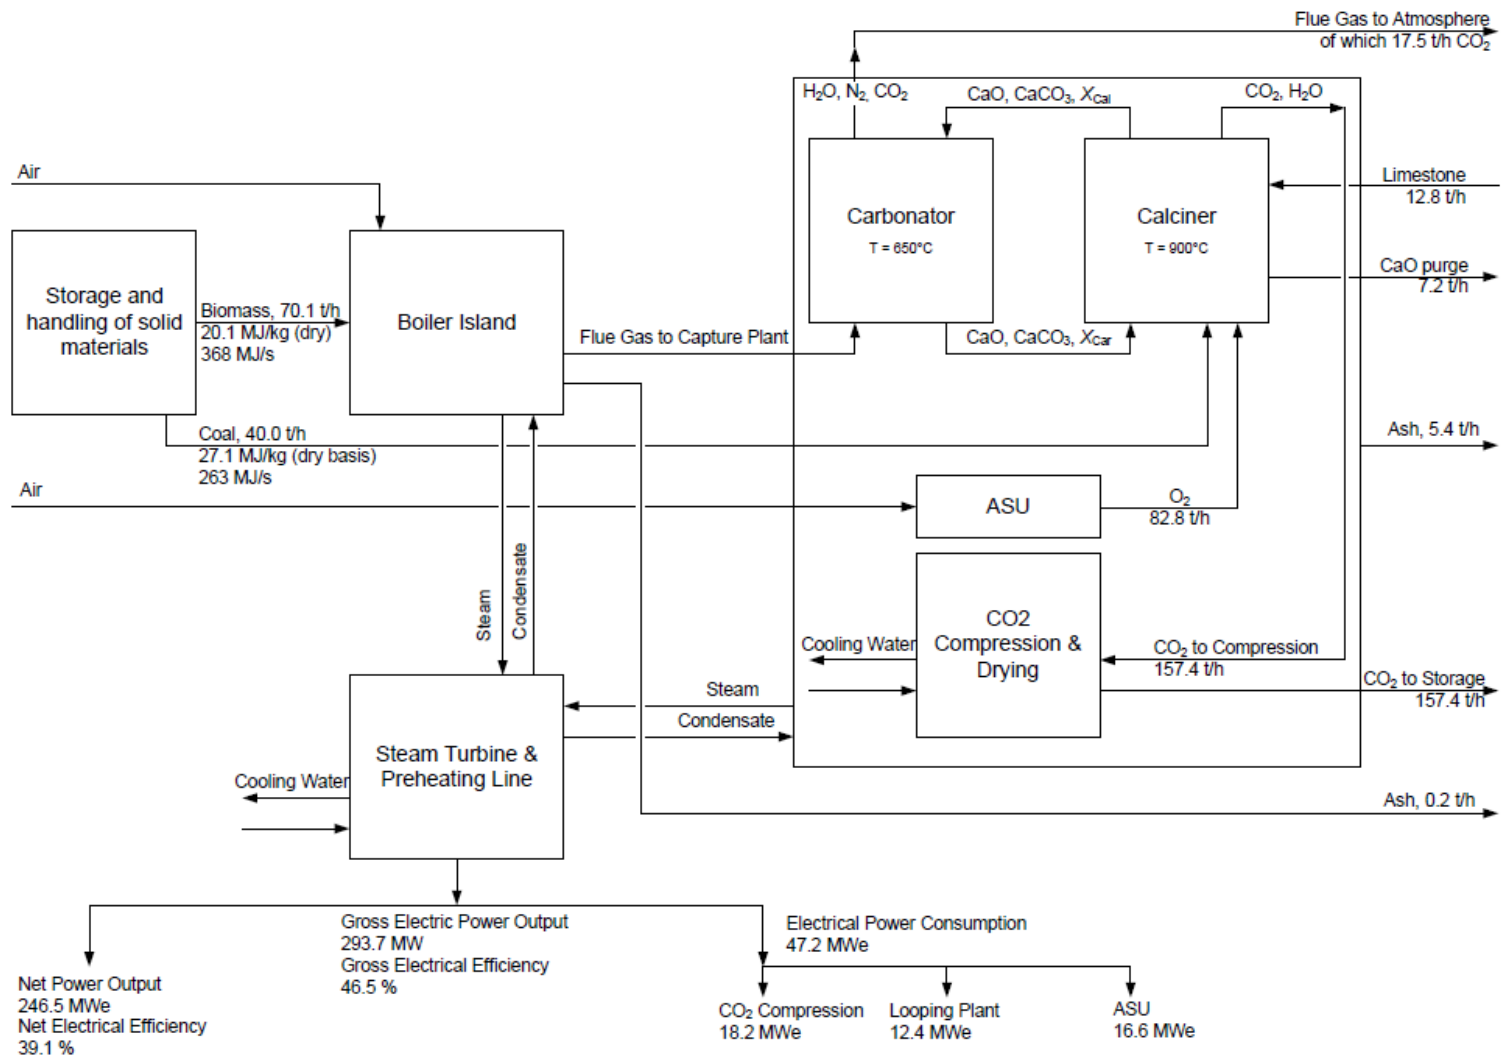 Flue Gas to Atmosphere
of which 17.5 t/h CO₂
H₂O, N₂, CO₂
CaO, CaCO₃, X_Cal
CO₂, H₂O
Air
Limestone
12.8 t/h
Carbonator
T = 650°C
Calciner
T = 900°C
CaO purge
7.2 t/h
Storage and
handling of solid
materials
Biomass, 70.1 t/h
20.1 MJ/kg (dry)
368 MJ/s
Boiler Island
Flue Gas to Capture Plant
CaO, CaCO₃, X_Car
Coal, 40.0 t/h
27.1 MJ/kg (dry basis)
263 MJ/s
Ash, 5.4 t/h
Air
ASU
O₂
82.8 t/h
Steam
Condensate
CO2
Compression &
Drying
Cooling Water
CO₂ to Compression
157.4 t/h
CO₂ to Storage
157.4 t/h
Steam
Condensate
Steam Turbine &
Preheating Line
Cooling Water
Ash, 0.2 t/h
Gross Electric Power Output
293.7 MW
Gross Electrical Efficiency
46.5 %
Electrical Power Consumption
47.2 MWe
Net Power Output
246.5 MWe
Net Electrical Efficiency
39.1 %
CO₂ Compression
18.2 MWe
Looping Plant
12.4 MWe
ASU
16.6 MWe